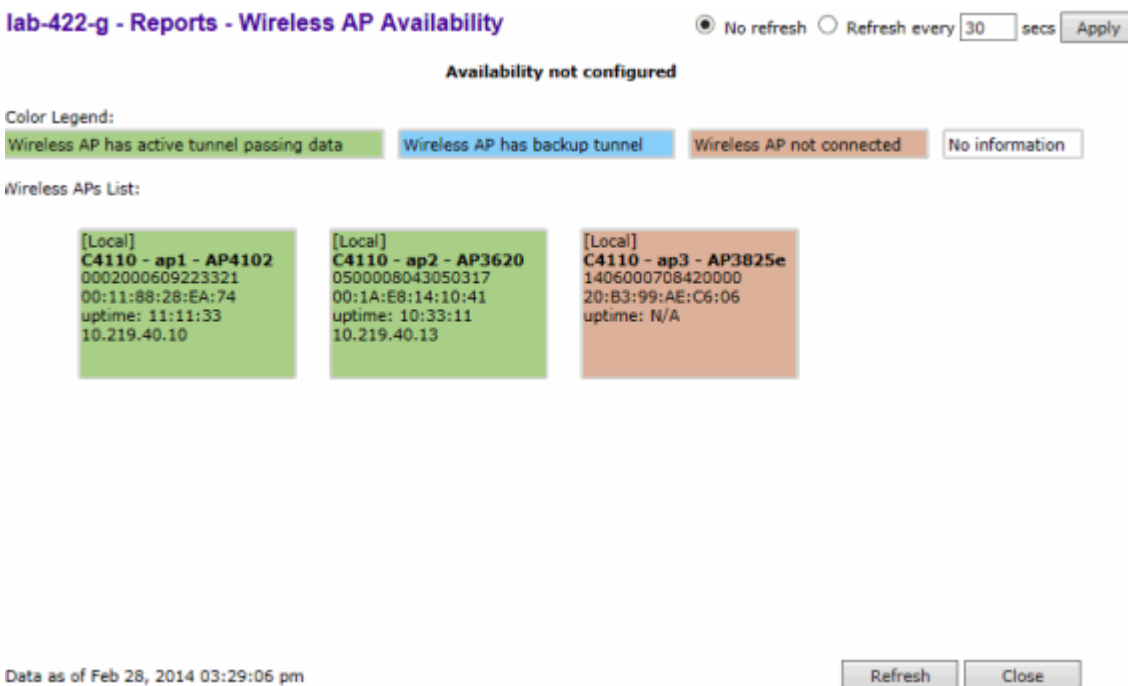 lab-422-g - Reports - Wireless AP Availability
No refresh Refresh every 30 secs Apply
Availability not configured
Color Legend:
Wireless AP has active tunnel passing data Wireless AP has backup tunnel Wireless AP not connected No information
Wireless APs List:
[Local]
C4110 - ap1 - AP4102
0002000609223321
00:11:88:28:EA:74
uptime: 11:11:33
10.219.40.10
[Local]
C4110 - ap2 - AP3620
0500008043050317
00:1A:E8:14:10:41
uptime: 10:33:11
10.219.40.13
[Local]
C4110 - ap3 - AP3825e
1406000708420000
20:B3:99:AE:C6:06
uptime: N/A
Data as of Feb 28, 2014 03:29:06 pm Refresh Close